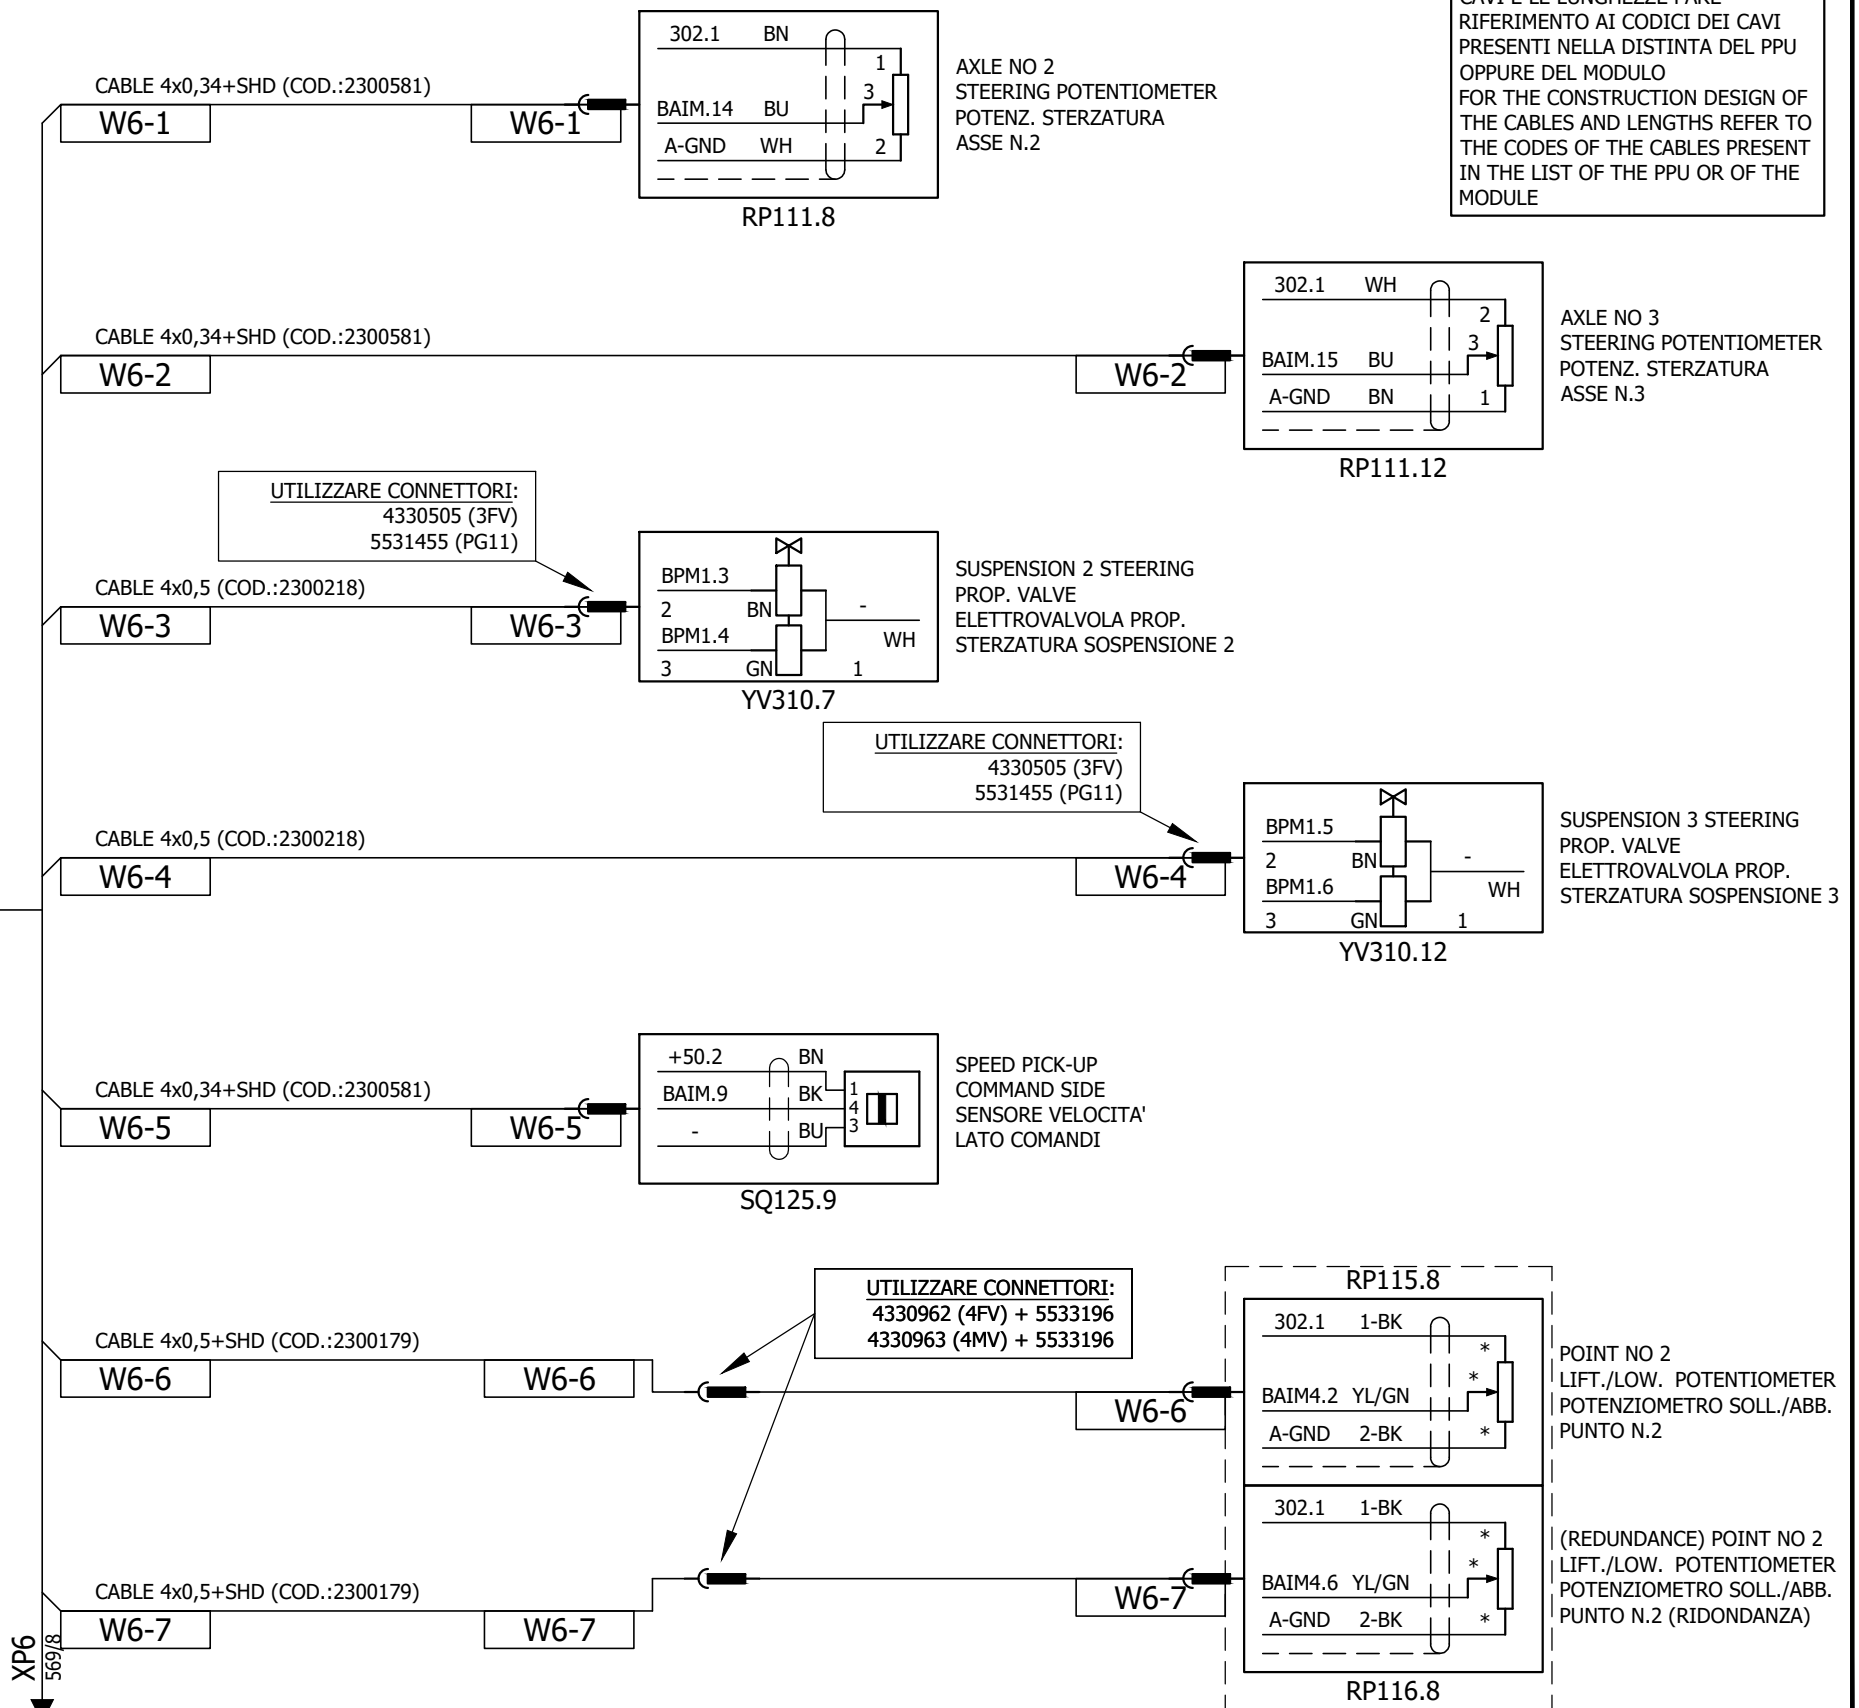 CAVI E LE LUNGHEZZE FARE
RIFERIMENTO AI CODICI DEI CAVI
PRESENTI NELLA DISTINTA DEL PPU
OPPURE DEL MODULO
FOR THE CONSTRUCTION DESIGN OF
THE CABLES AND LENGTHS REFER TO
THE CODES OF THE CABLES PRESENT
IN THE LIST OF THE PPU OR OF THE
MODULE
CABLE 4x0,34+SHD (COD.:2300581)
W6-1
W6-1
302.1 BN
1
BAIM.14 BU
3
A-GND WH
2
RP111.8
AXLE NO 2
STEERING POTENTIOMETER
POTENZ. STERZATURA
ASSE N.2
CABLE 4x0,34+SHD (COD.:2300581)
W6-2
W6-2
302.1 WH
2
BAIM.15 BU
3
A-GND BN
1
RP111.12
AXLE NO 3
STEERING POTENTIOMETER
POTENZ. STERZATURA
ASSE N.3
UTILIZZARE CONNETTORI:
4330505 (3FV)
5531455 (PG11)
CABLE 4x0,5 (COD.:2300218)
W6-3
W6-3
BPM1.3
2 BN
-
BPM1.4
WH
3 GN 1
YV310.7
SUSPENSION 2 STEERING
PROP. VALVE
ELETTROVALVOLA PROP.
STERZATURA SOSPENSIONE 2
UTILIZZARE CONNETTORI:
4330505 (3FV)
5531455 (PG11)
CABLE 4x0,5 (COD.:2300218)
W6-4
W6-4
BPM1.5
2 BN
-
BPM1.6
WH
3 GN 1
YV310.12
SUSPENSION 3 STEERING
PROP. VALVE
ELETTROVALVOLA PROP.
STERZATURA SOSPENSIONE 3
CABLE 4x0,34+SHD (COD.:2300581)
W6-5
W6-5
+50.2 BN
1
BAIM.9 BK
4
- BU
3
SQ125.9
SPEED PICK-UP
COMMAND SIDE
SENSORE VELOCITA'
LATO COMANDI
UTILIZZARE CONNETTORI:
4330962 (4FV) + 5533196
4330963 (4MV) + 5533196
CABLE 4x0,5+SHD (COD.:2300179)
W6-6
W6-6
W6-6
RP115.8
302.1 1-BK
*
BAIM4.2 YL/GN
*
A-GND 2-BK
*
POINT NO 2
LIFT./LOW. POTENTIOMETER
POTENZIOMETRO SOLL./ABB.
PUNTO N.2
CABLE 4x0,5+SHD (COD.:2300179)
W6-7
W6-7
W6-7
302.1 1-BK
*
BAIM4.6 YL/GN
*
A-GND 2-BK
*
RP116.8
(REDUNDANCE) POINT NO 2
LIFT./LOW. POTENTIOMETER
POTENZIOMETRO SOLL./ABB.
PUNTO N.2 (RIDONDANZA)
XP6
569/8